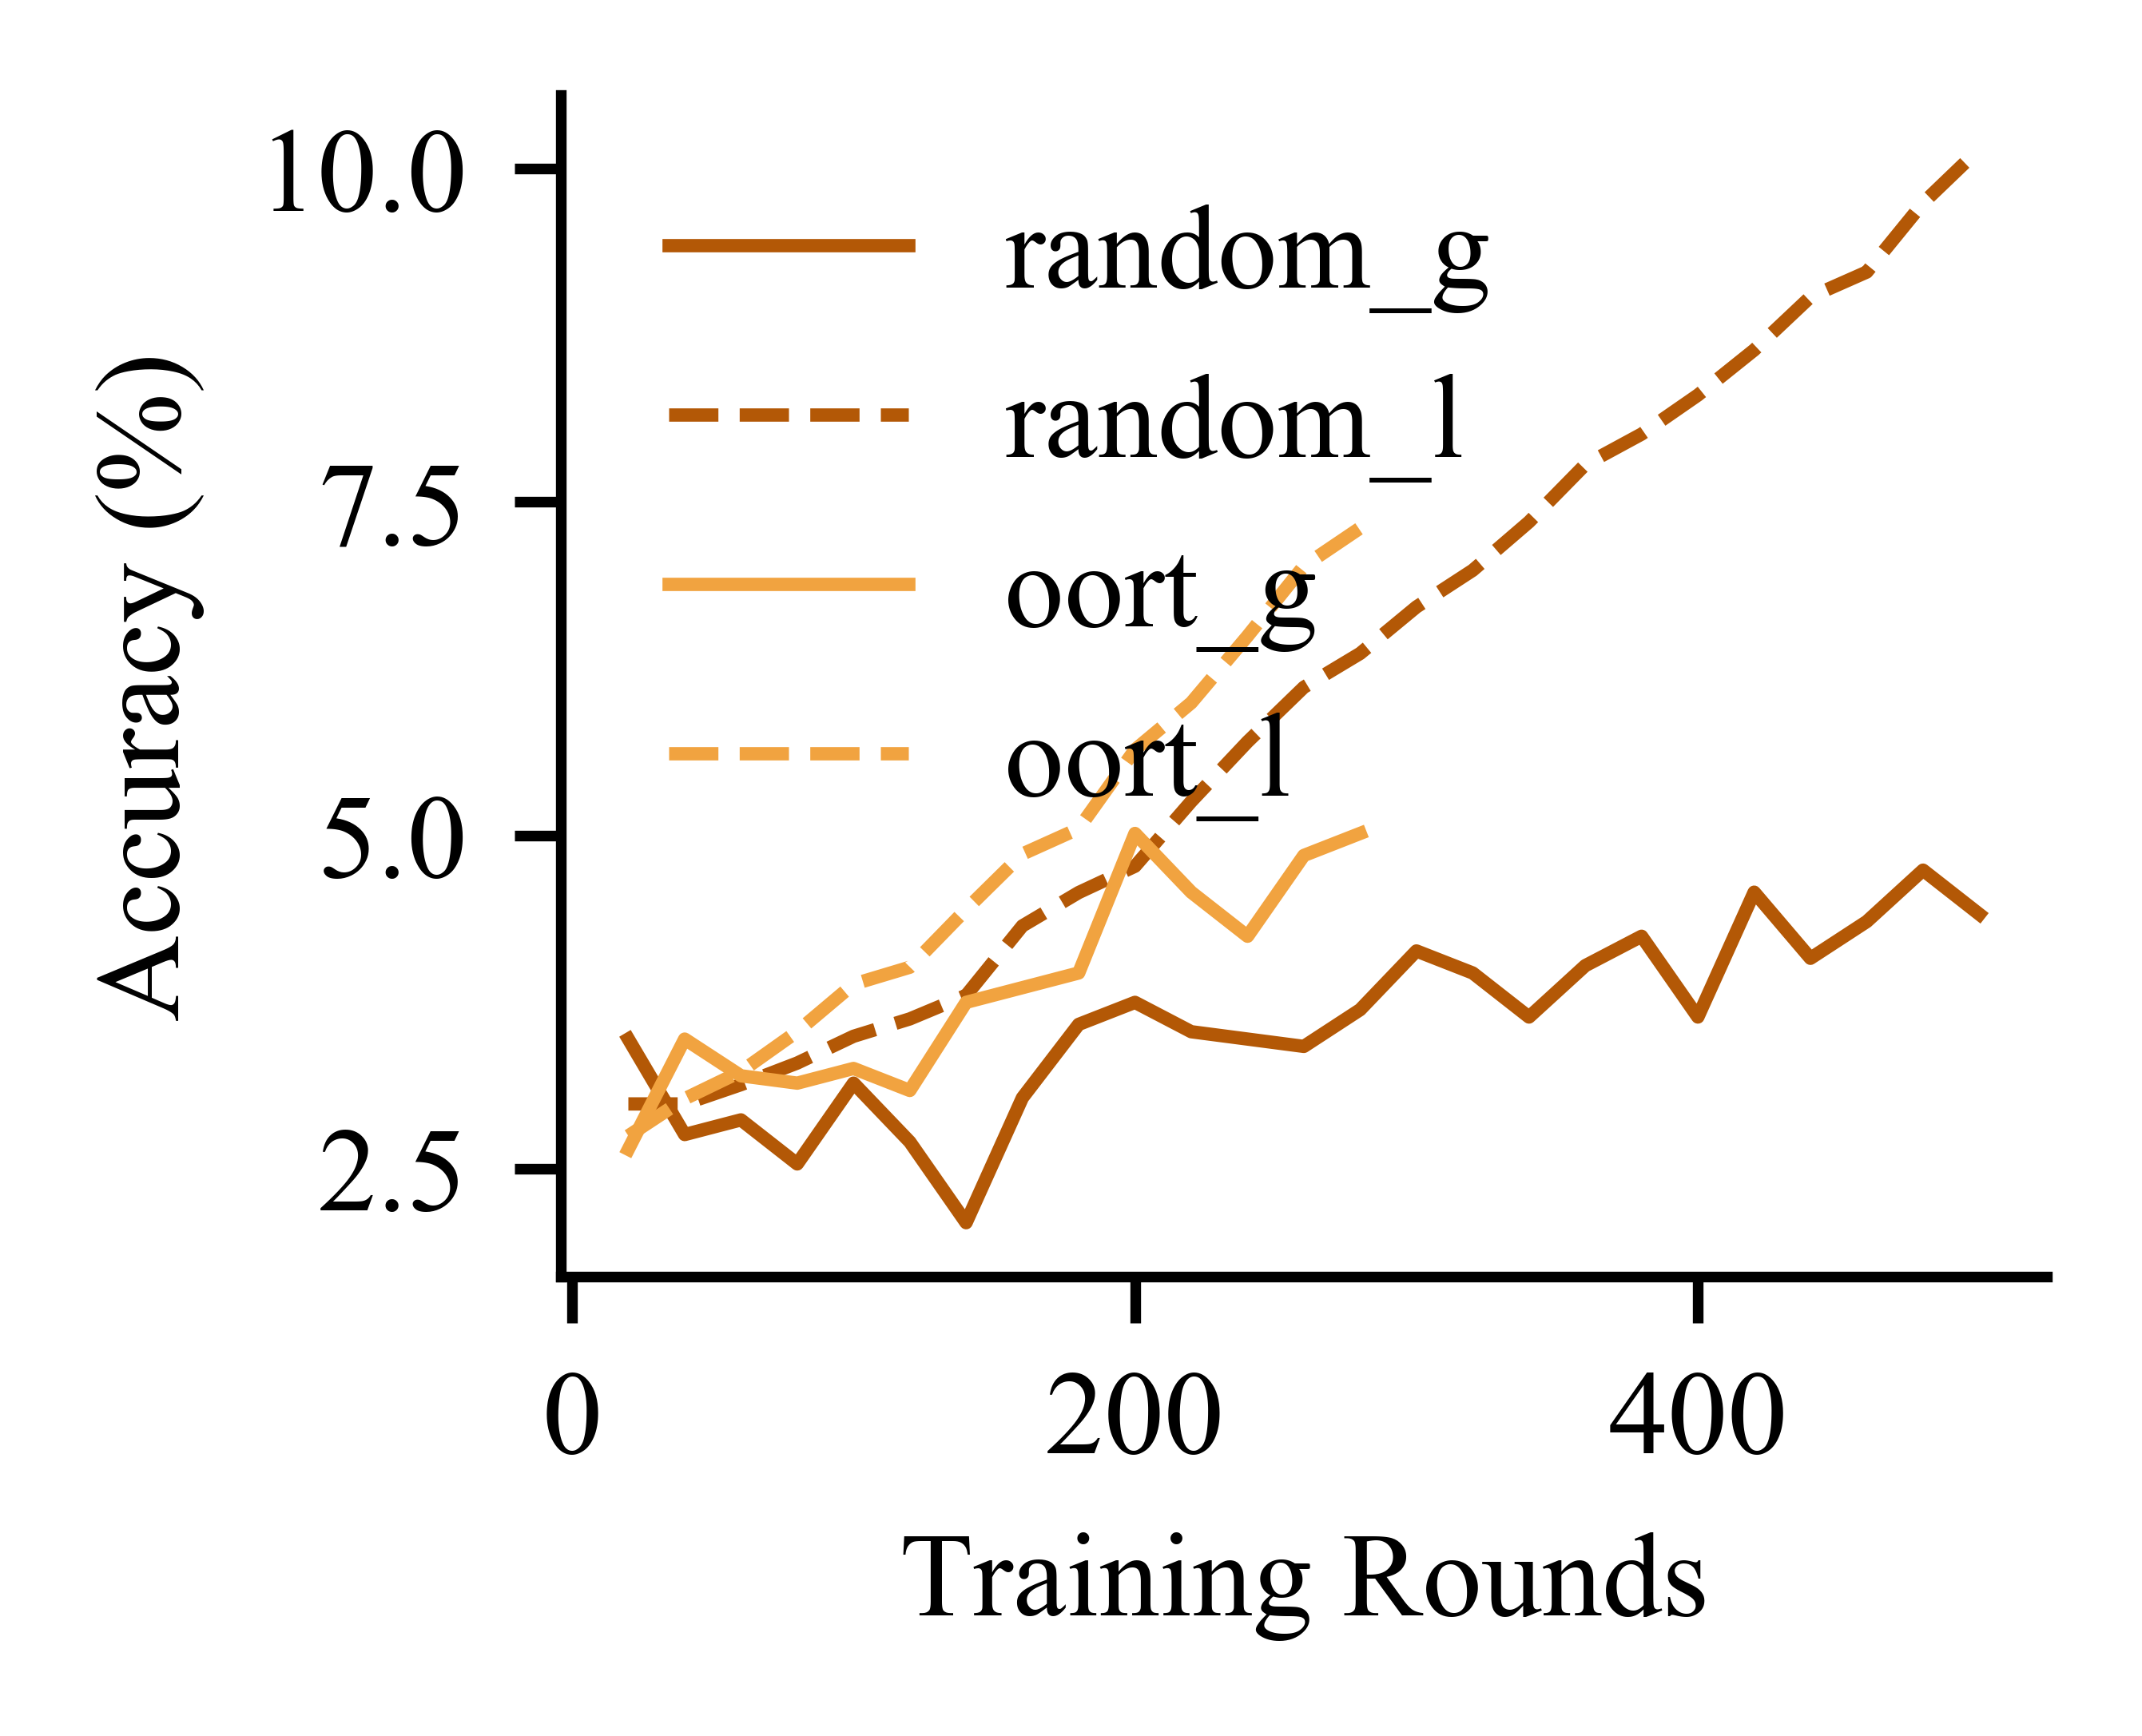 Accuracy (%)
10.0
7.5
5.0
2.5
random_g
random_l
oort_g
oort_l
0 200 400
Training Rounds